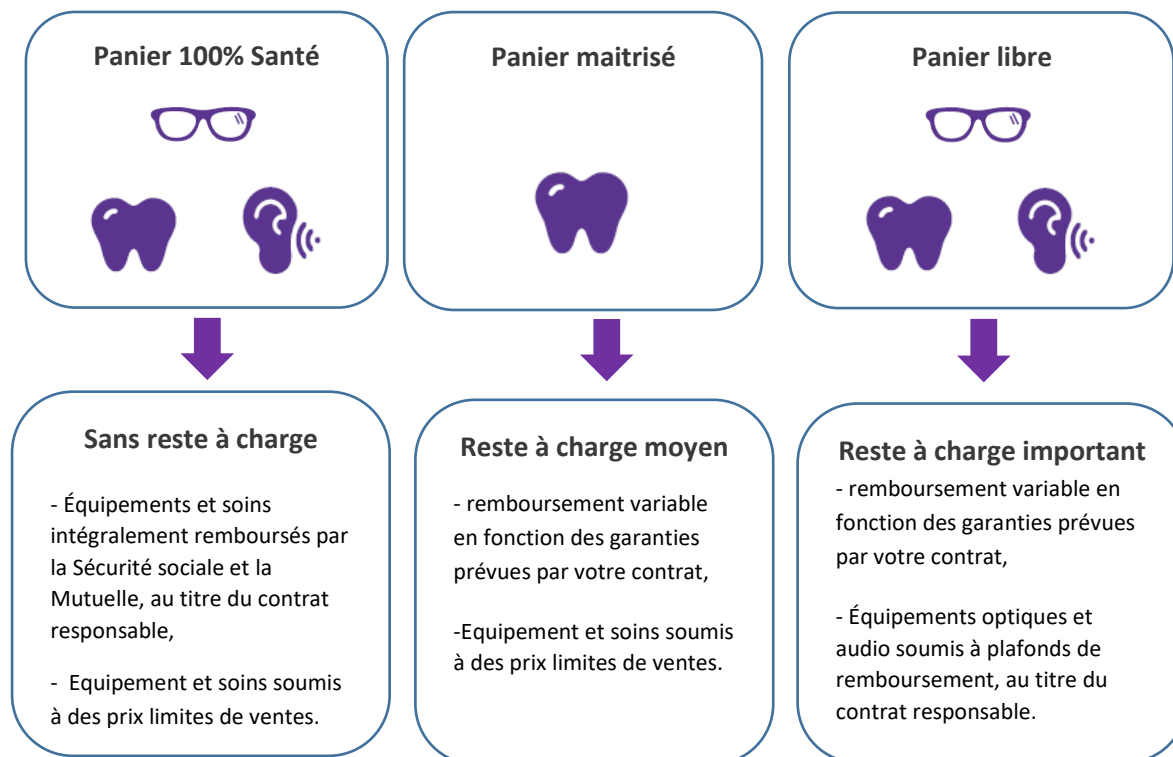 Panier 100% Santé
Panier maitrisé
Panier libre
Sans reste à charge
- Équipements et soins
intégralement remboursés par
la Sécurité sociale et la
Mutuelle, au titre du contrat
responsable,
- Equipement et soins soumis
à des prix limites de ventes.
Reste à charge moyen
- remboursement variable
en fonction des garanties
prévues par votre contrat,
-Equipement et soins soumis
à des prix limites de ventes.
Reste à charge important
- remboursement variable en
fonction des garanties prévues
par votre contrat,
- Équipements optiques et
audio soumis à plafonds de
remboursement, au titre du
contrat responsable.